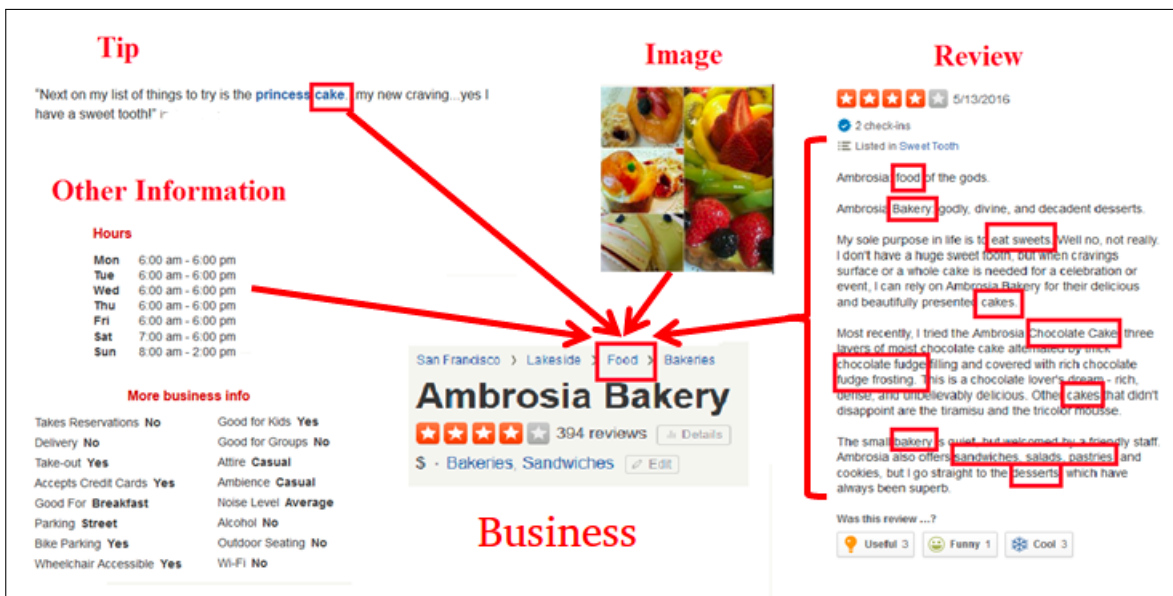 Tip
"Next on my list of things to try is the princess cake, my new craving...yes I
have a sweet tooth!"
Other Information
Hours
Mon 6:00 am - 6:00 pm
Tue 6:00 am - 6:00 pm
Wed 6:00 am - 6:00 pm
Thu 6:00 am - 6:00 pm
Fri 6:00 am - 6:00 pm
Sat 7:00 am - 6:00 pm
Sun 8:00 am - 2:00 pm
More business info
Takes Reservations No
Delivery No
Take-out Yes
Accepts Credit Cards Yes
Good For Breakfast
Parking Street
Bike Parking Yes
Wheelchair Accessible Yes
Good for Kids Yes
Good for Groups No
Attire Casual
Ambience Casual
Noise Level Average
Alcohol No
Outdoor Seating No
Wi-Fi No
Image
San Francisco > Lakeside > Food > Bakeries
Ambrosia Bakery
394 reviews Details
$ · Bakeries, Sandwiches Edit
Business
Review
5/13/2016
2 check-ins
Listed in Sweet Tooth
Ambrosia: food of the gods.
Ambrosia Bakery: godly, divine, and decadent desserts.
My sole purpose in life is to eat sweets. Well no, not really.
I don't have a huge sweet tooth, but when cravings
surface or a whole cake is needed for a celebration or
event, I can rely on Ambrosia Bakery for their delicious
and beautifully presented cakes.
Most recently, I tried the Ambrosia Chocolate Cake, three
layers of moist chocolate cake alternated by thick
chocolate fudge filling and covered with rich chocolate
fudge frosting. This is a chocolate lover's dream - rich,
dense, and unbelievably delicious. Other cakes that didn't
disappoint are the tiramisu and the tricolor mousse.
The small bakery is quiet, but welcomed by a friendly staff.
Ambrosia also offers sandwiches, salads, pastries, and
cookies, but I go straight to the desserts, which have
always been superb.
Was this review ...?
Useful 3 Funny 1 Cool 3